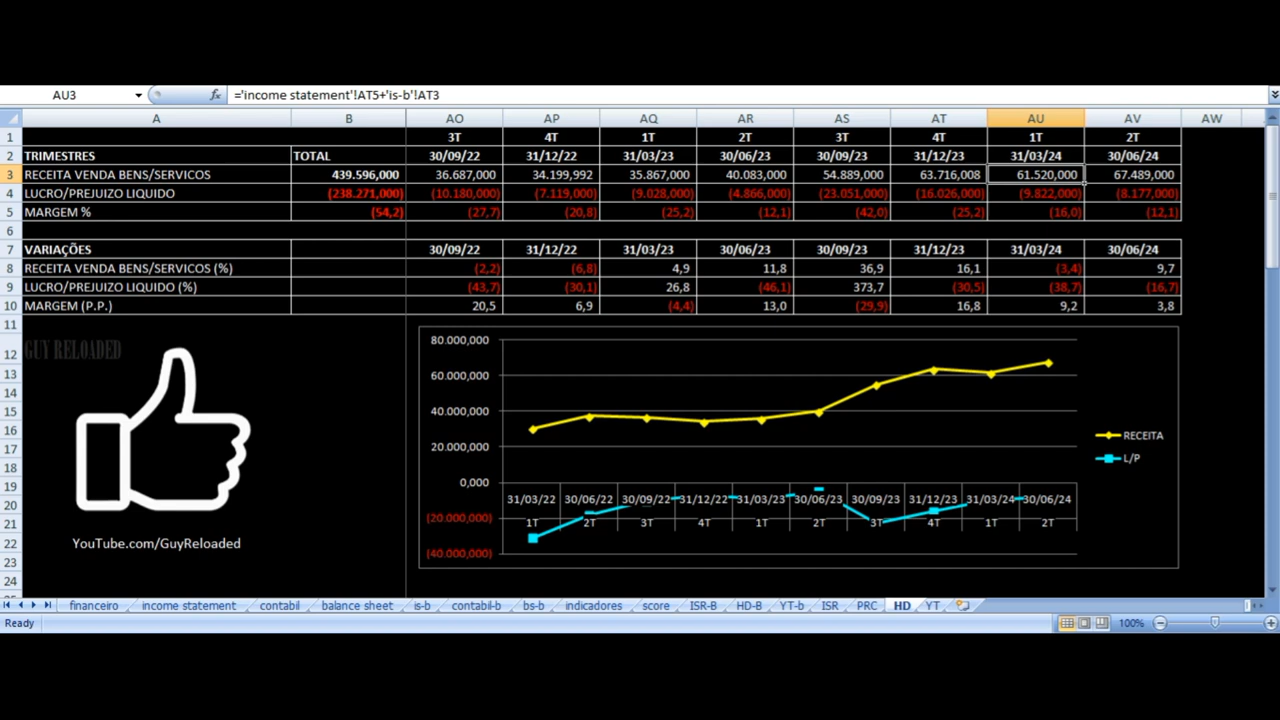 AU3 fx ='income statement'!AT5+'is-b'!AT3
A B AO AP AQ AR AS AT AU AV AW
1 3T 4T 1T 2T 3T 4T 1T 2T
2 TRIMESTRES TOTAL 30/09/22 31/12/22 31/03/23 30/06/23 30/09/23 31/12/23 31/03/24 30/06/24
3 RECEITA VENDA BENS/SERVICOS 439.596,000 36.687,000 34.199,992 35.867,000 40.083,000 54.889,000 63.716,008 61.520,000 67.489,000
4 LUCRO/PREJUIZO LIQUIDO (238.271,000) (10.180,000) (7.119,000) (9.028,000) (4.866,000) (23.051,000) (16.026,000) (9.822,000) (8.177,000)
5 MARGEM % (54,2) (27,7) (20,8) (25,2) (12,1) (42,0) (25,2) (16,0) (12,1)
6
7 VARIAÇÕES 30/09/22 31/12/22 31/03/23 30/06/23 30/09/23 31/12/23 31/03/24 30/06/24
8 RECEITA VENDA BENS/SERVICOS (%) (2,2) (6,8) 4,9 11,8 36,9 16,1 (3,4) 9,7
9 LUCRO/PREJUIZO LIQUIDO (%) (43,7) (30,1) 26,8 (46,1) 373,7 (30,5) (38,7) (16,7)
10 MARGEM (P.P.) 20,5 6,9 (4,4) 13,0 (29,9) 16,8 9,2 3,8
11
12 GUY RELOADED
13
14
15
16
17
18
19
20
21
22
23
24
YouTube.com/GuyReloaded
80.000,000
60.000,000
40.000,000
20.000,000
0,000
(20.000,000)
(40.000,000)
31/03/22 30/06/22 30/09/22 31/12/22 31/03/23 30/06/23 30/09/23 31/12/23 31/03/24 30/06/24
1T 2T 3T 4T 1T 2T 3T 4T 1T 2T
RECEITA
L/P
financeiro income statement contabil balance sheet is-b contabil-b bs-b indicadores score ISR-B HD-B YT-b ISR PRC HD YT
Ready 100%